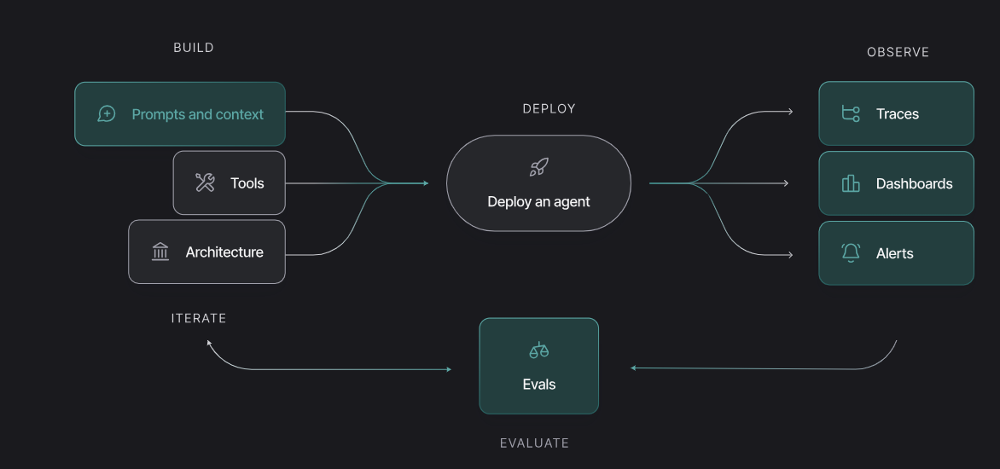 BUILD
Prompts and context
Tools
Architecture
ITERATE
DEPLOY
Deploy an agent
OBSERVE
Traces
Dashboards
Alerts
Evals
EVALUATE